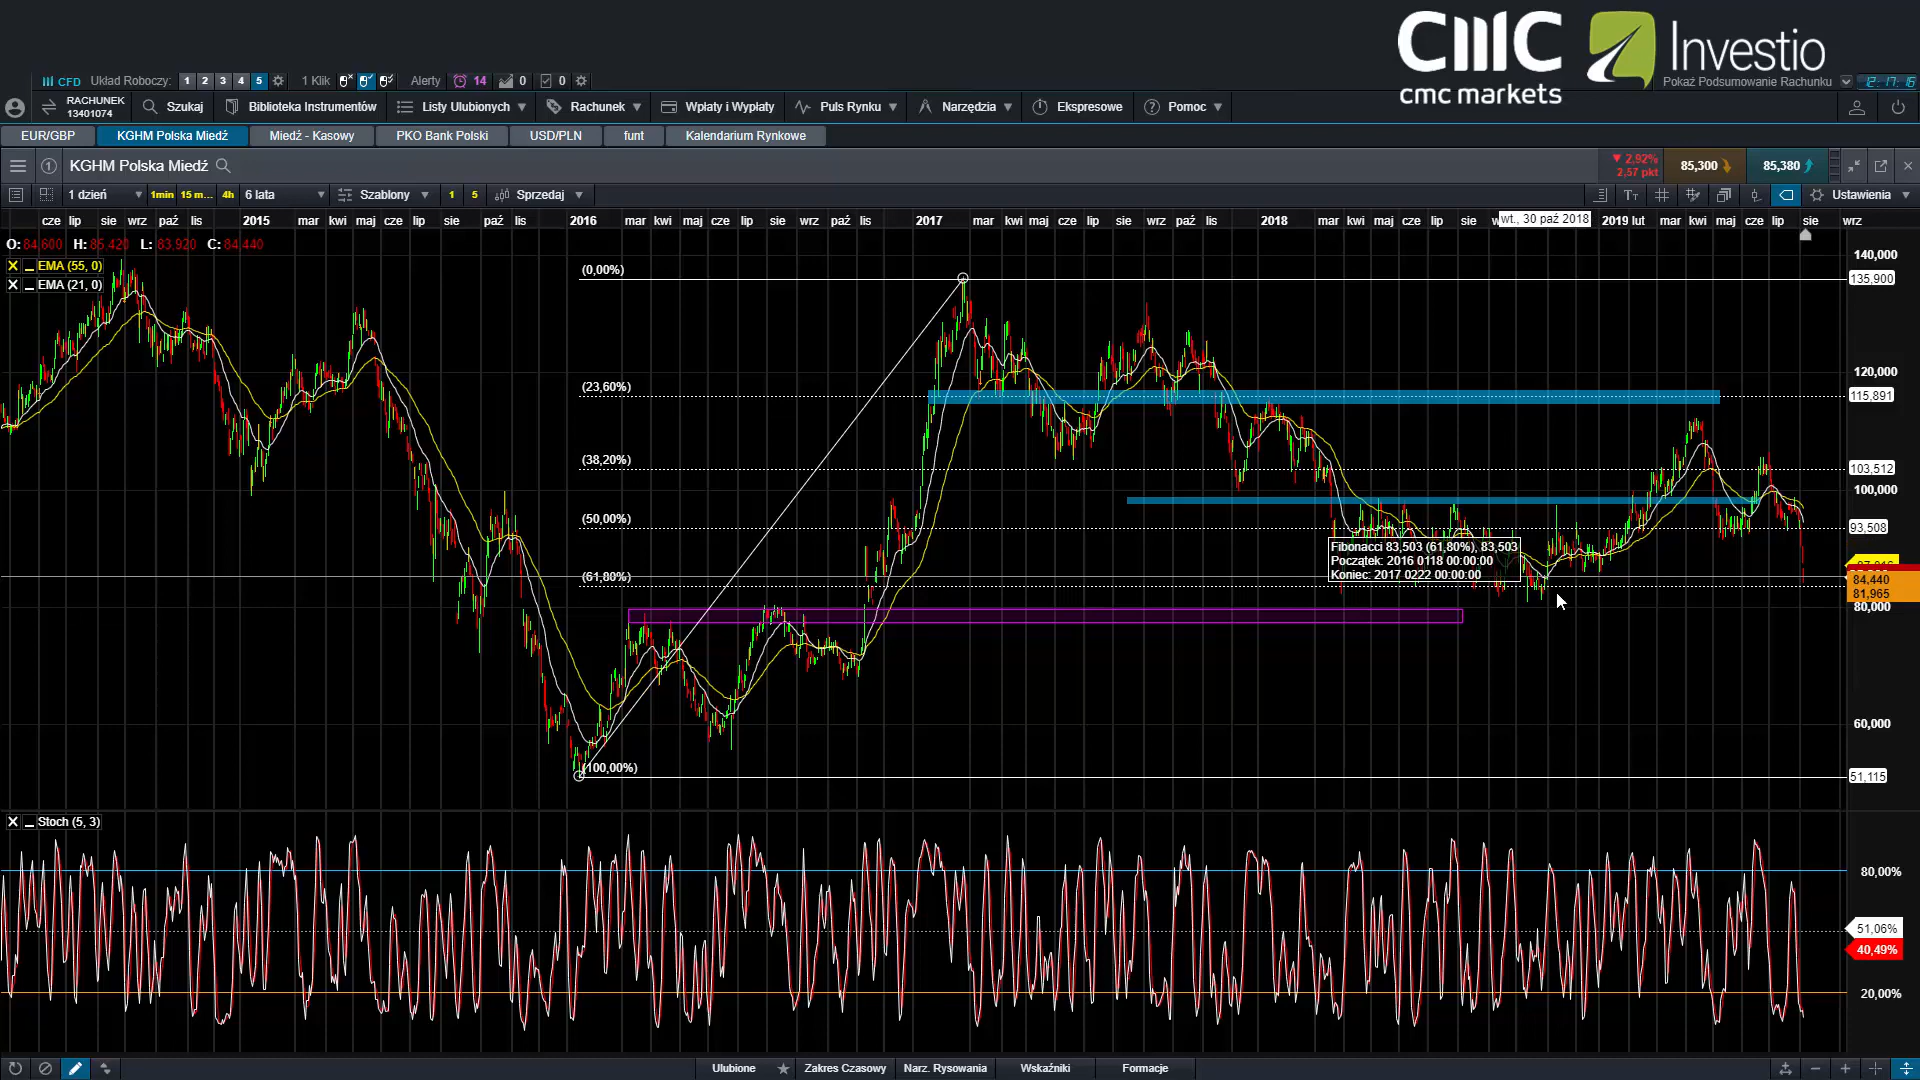 CMC
cmc markets
Investio
CFD Układ Roboczy: 1 2 3 4 5 1 Klik Alerty 14 0 0
Pokaż Podsumowanie Rachunku 12:17:16
RACHUNEK
13401074
Szukaj Biblioteka Instrumentów Listy Ulubionych Rachunek Wpłaty i Wypłaty Puls Rynku Narzędzia Ekspresowe Pomoc
EUR/GBP KGHM Polska Miedź Miedź - Kasowy PKO Bank Polski USD/PLN funt Kalendarium Rynkowe
1 KGHM Polska Miedź 2,92% 2,57 pkt 85,300 85,380
1 dzień 1min 15 m... 4h 6 lata Szablony 1 5 Sprzedaj Ustawienia
cze lip sie wrz paź lis 2015 mar kwi maj cze lip sie paź lis 2016 mar kwi maj cze lip sie wrz paź lis 2017 mar kwi maj cze lip sie wrz paź lis 2018 mar kwi maj cze lip sie wt., 30 paź 2018 2019 lut mar kwi maj cze lip sie wrz
O: 84,600 H: 85,420 L: 83,920 C: 84,440
EMA (55, 0)
EMA (21, 0)
140,000
(0,00%) 135,900
120,000
(23,60%) 115,891
(38,20%) 103,512
100,000
(50,00%) 93,508
Fibonacci 83,503 (61,80%), 83,503
Początek: 2016 0118 00:00:00
Koniec: 2017 0222 00:00:00
(61,80%)
84,440
81,965
80,000
60,000
(100,00%) 51,115
Stoch (5, 3)
80,00%
51,06%
40,49%
20,00%
Ulubione Zakres Czasowy Narz. Rysowania Wskaźniki Formacje